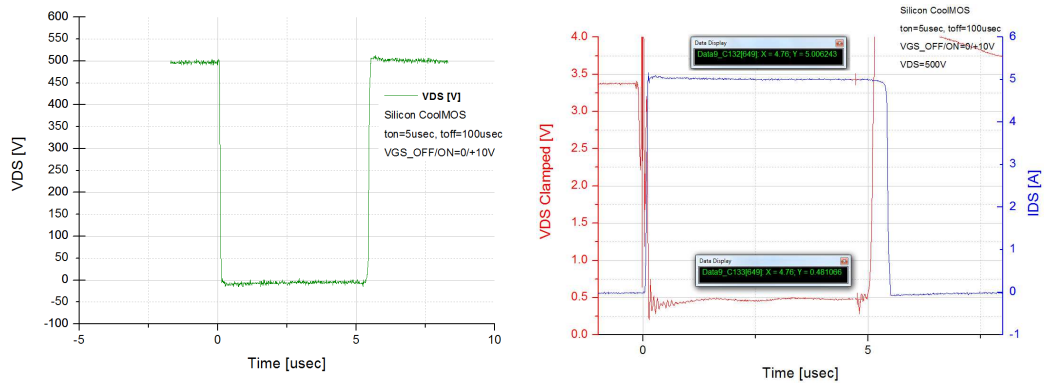 600
550
500
450
400
350
300
250
200
150
100
50
0
-50
-100
VDS [V]
VDS [V]
Silicon CoolMOS
ton=5usec, toff=100usec
VGS_OFF/ON=0/+10V
-5
0
5
10
Time [usec]
Silicon CoolMOS
ton=5usec, toff=100usec
VGS_OFF/ON=0/+10V
VDS=500V
4.0
3.5
3.0
2.5
2.0
1.5
1.0
0.5
0.0
VDS Clamped [V]
Data Display
Data9_C132[649] X = 4.76; Y = 5.006243
Data Display
Data9_C133[649] X = 4.76; Y = 0.481066
6
5
4
3
2
1
0
-1
IDS [A]
0
5
Time [usec]